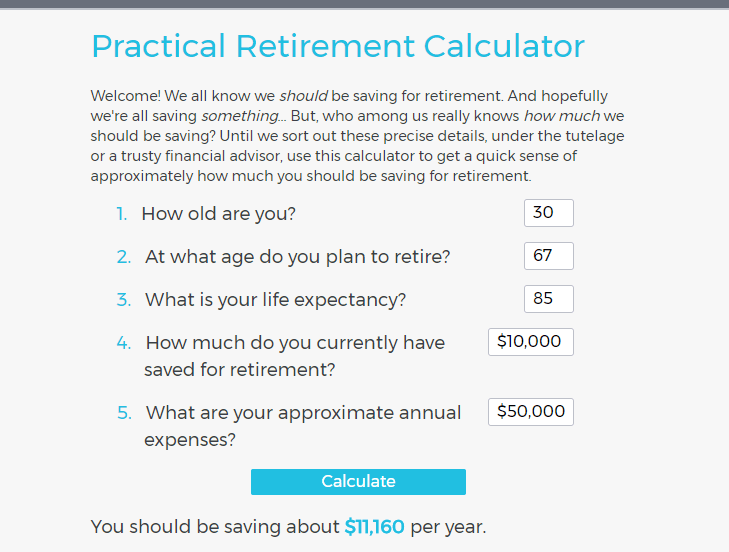 Practical Retirement Calculator
Welcome! We all know we should be saving for retirement. And hopefully
we're all saving something... But, who among us really knows how much we
should be saving? Until we sort out these precise details, under the tutelage
or a trusty financial advisor, use this calculator to get a quick sense of
approximately how much you should be saving for retirement.
1. How old are you? 30
2. At what age do you plan to retire? 67
3. What is your life expectancy? 85
4. How much do you currently have $10,000
saved for retirement?
5. What are your approximate annual $50,000
expenses?
Calculate
You should be saving about $11,160 per year.